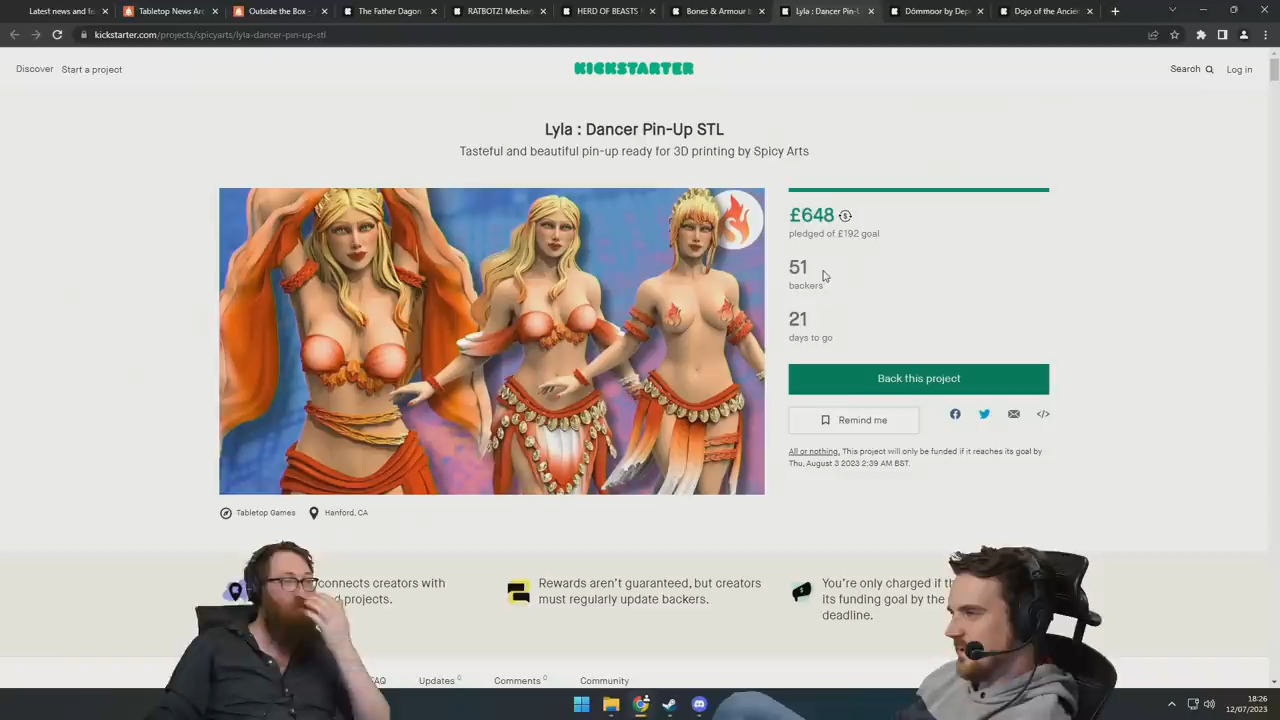 Latest news and fe
Tabletop News Ar
Outside the Box -
The Father Dagon
RATBOTZ! Mechan
HERD OF BEASTS
Bones & Armour b
Lyla : Dancer Pin-U
Dömmoor by Dep
Dojo of the Ancien
kickstarter.com/projects/spicyarts/lyla-dancer-pin-up-stl
Discover
Start a project
KICKSTARTER
Search
Log in
Lyla : Dancer Pin-Up STL
Tasteful and beautiful pin-up ready for 3D printing by Spicy Arts
£648
pledged of £192 goal
51
backers
21
days to go
Back this project
Remind me
All or nothing. This project will only be funded if it reaches its goal by
Thu, August 3 2023 2:39 AM BST.
Tabletop Games
Hanford, CA
connects creators with
projects.
Rewards aren't guaranteed, but creators
must regularly update backers.
You're only charged if th
its funding goal by the
deadline.
FAQ
Updates 0
Comments 0
Community
18:26
12/07/2023